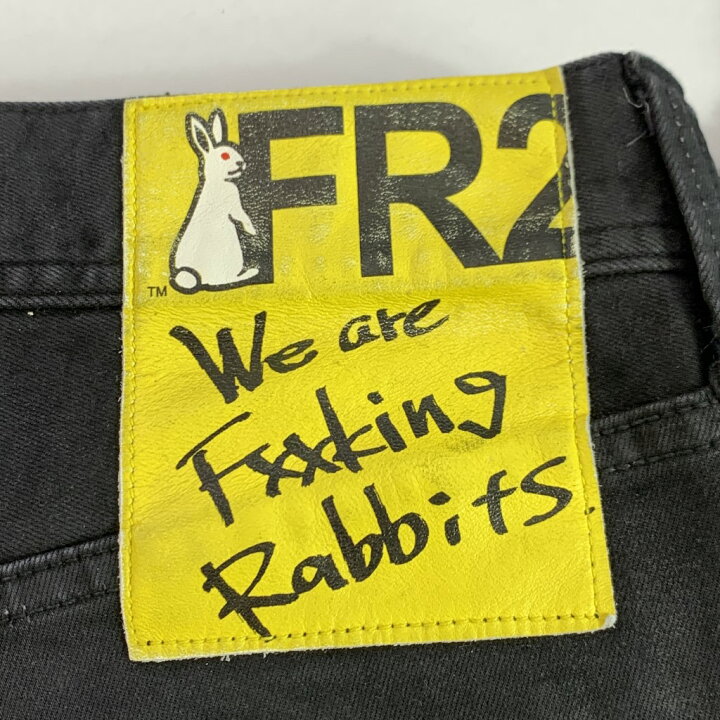 FR2
TM
We are
Fxxking
Rabbits.